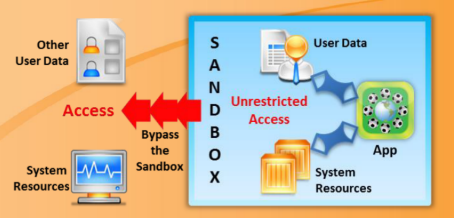 Other
User Data
Access
Bypass
the
Sandbox
System
Resources
S
A
N
D
B
O
X
User Data
Unrestricted
Access
App
System
Resources